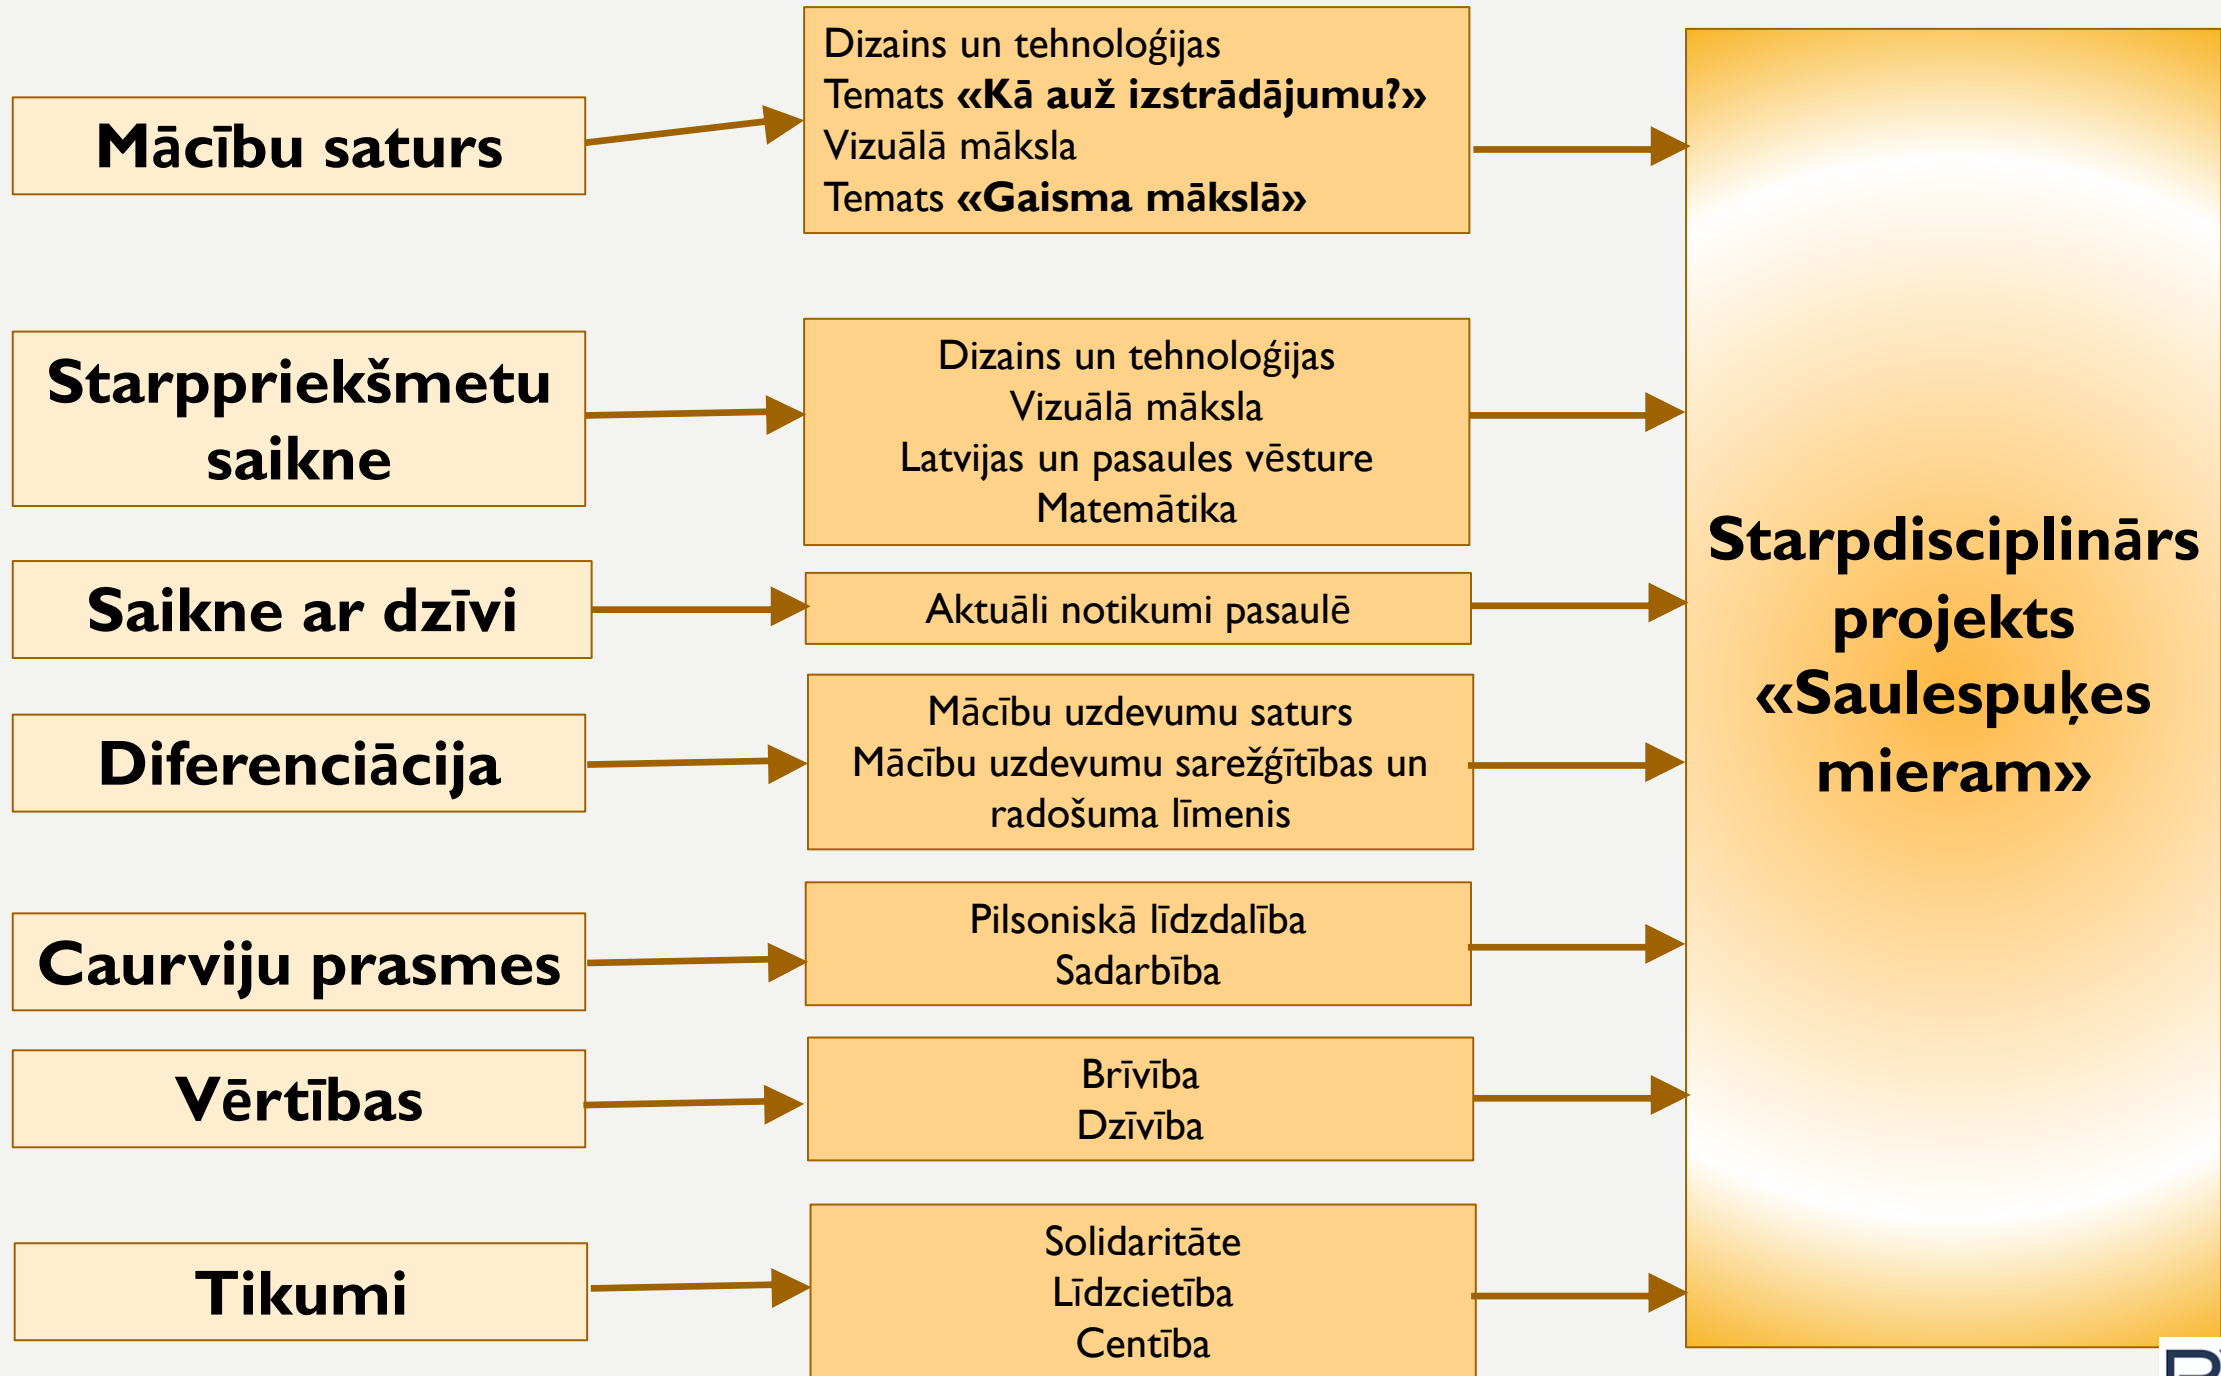 Mācību saturs
Dizains un tehnoloģijas
Temats «Kā auž izstrādājumu?»
Vizuālā māksla
Temats «Gaisma mākslā»
Starppriekšmetu
saikne
Dizains un tehnoloģijas
Vizuālā māksla
Latvijas un pasaules vēsture
Matemātika
Saikne ar dzīvi
Aktuāli notikumi pasaulē
Diferenciācija
Mācību uzdevumu saturs
Mācību uzdevumu sarežģītības un
radošuma līmenis
Caurviju prasmes
Pilsoniskā līdzdalība
Sadarbība
Vērtības
Brīvība
Dzīvība
Tikumi
Solidaritāte
Līdzcietība
Centība
Starpdisciplinārs
projekts
«Saulespuķes
mieram»